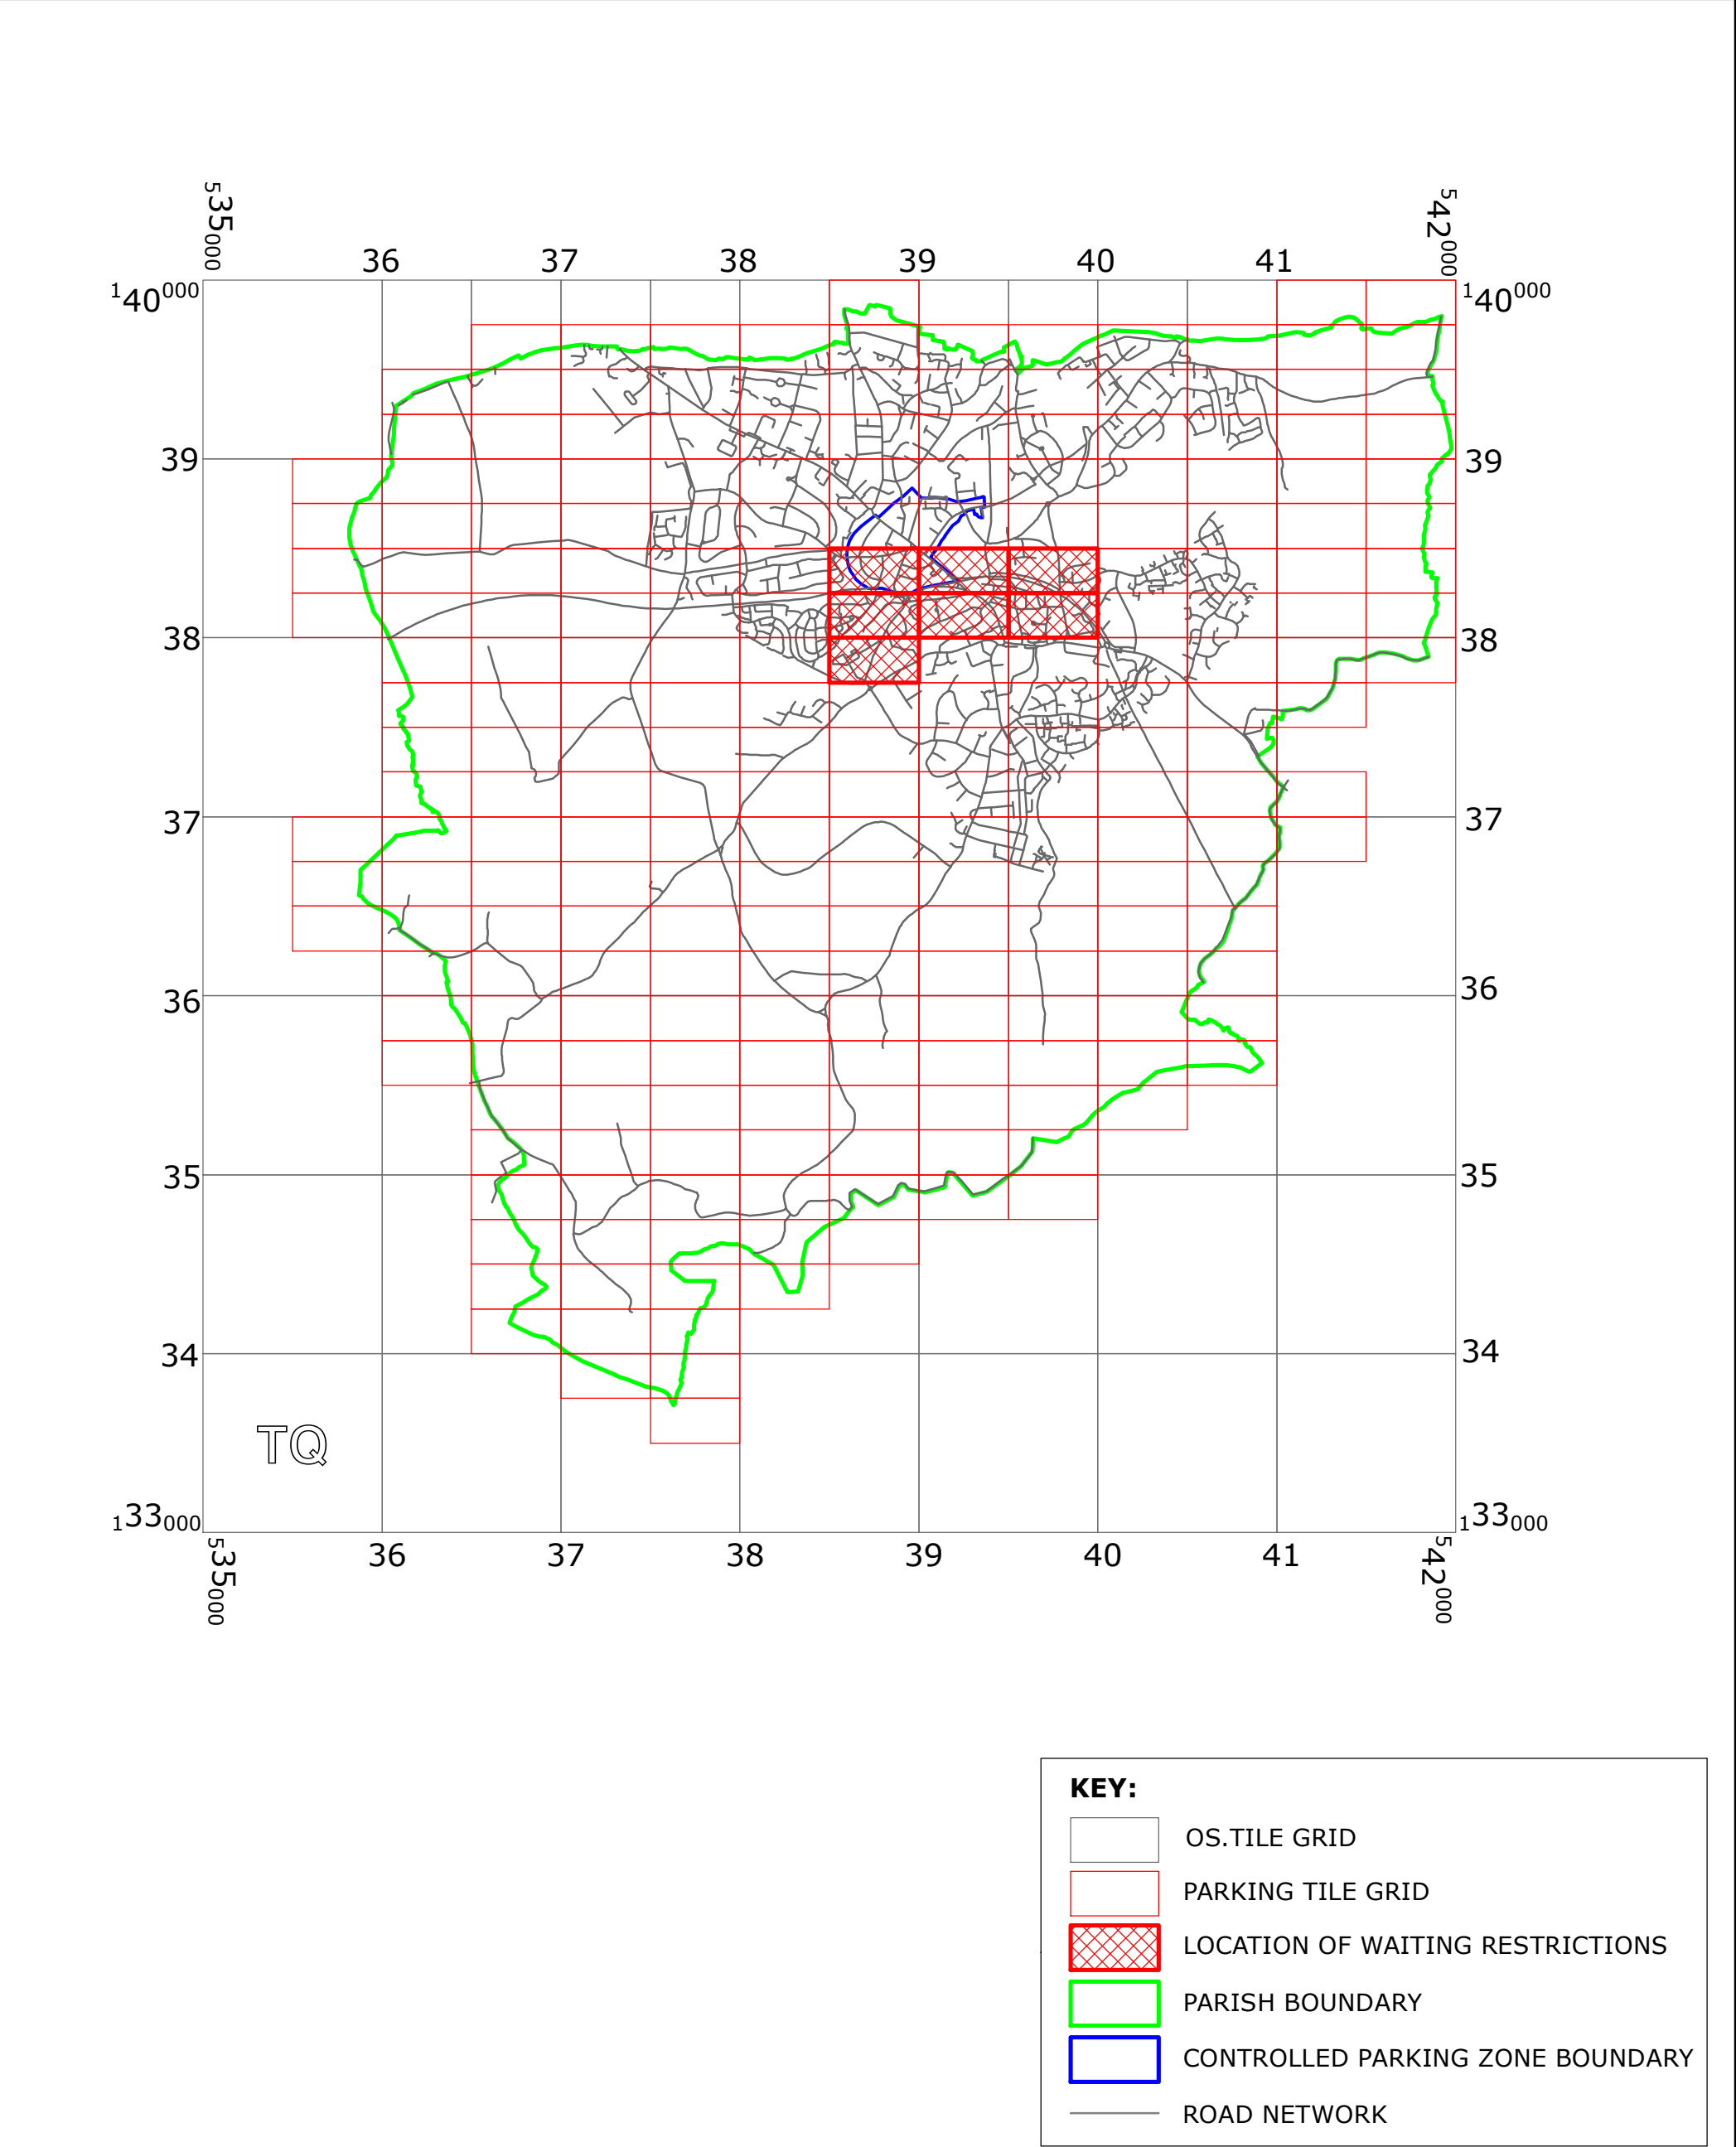 535000
542000
36 37 38 39 40 41
140000 140000
39 39
38 38
37 37
36 36
35 35
34 34
TQ
133000 133000
36 37 38 39 40 41
535000
542000
KEY:
OS.TILE GRID
PARKING TILE GRID
LOCATION OF WAITING RESTRICTIONS
PARISH BOUNDARY
CONTROLLED PARKING ZONE BOUNDARY
ROAD NETWORK